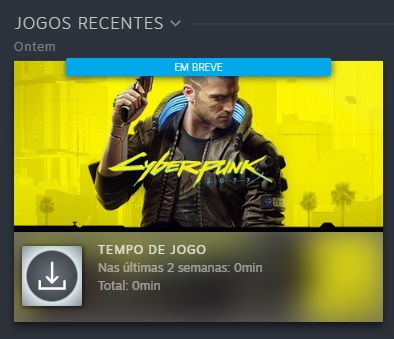 JOGOS RECENTES
Ontem
EM BREVE
Cyberpunk
2077
TEMPO DE JOGO
Nas últimas 2 semanas: 0min
Total: 0min